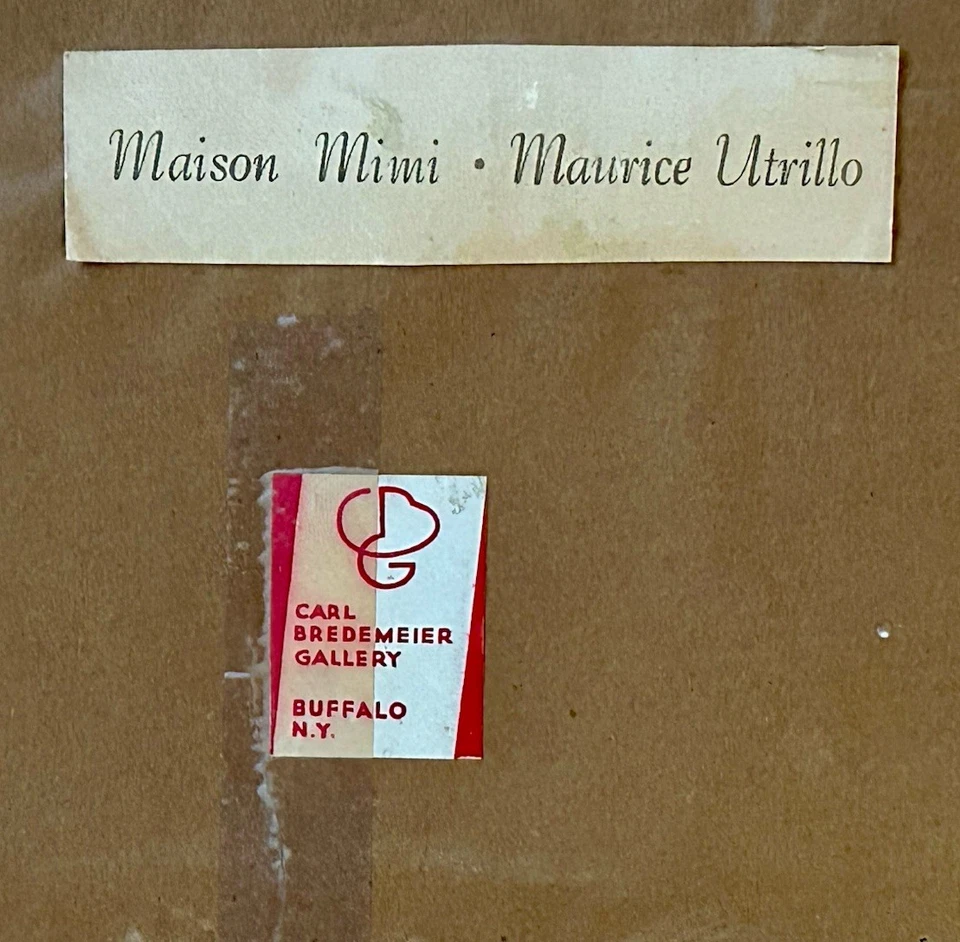 Maison Mimi · Maurice Utrillo
CARL
BREDEMEIER
GALLERY
BUFFALO
N.Y.